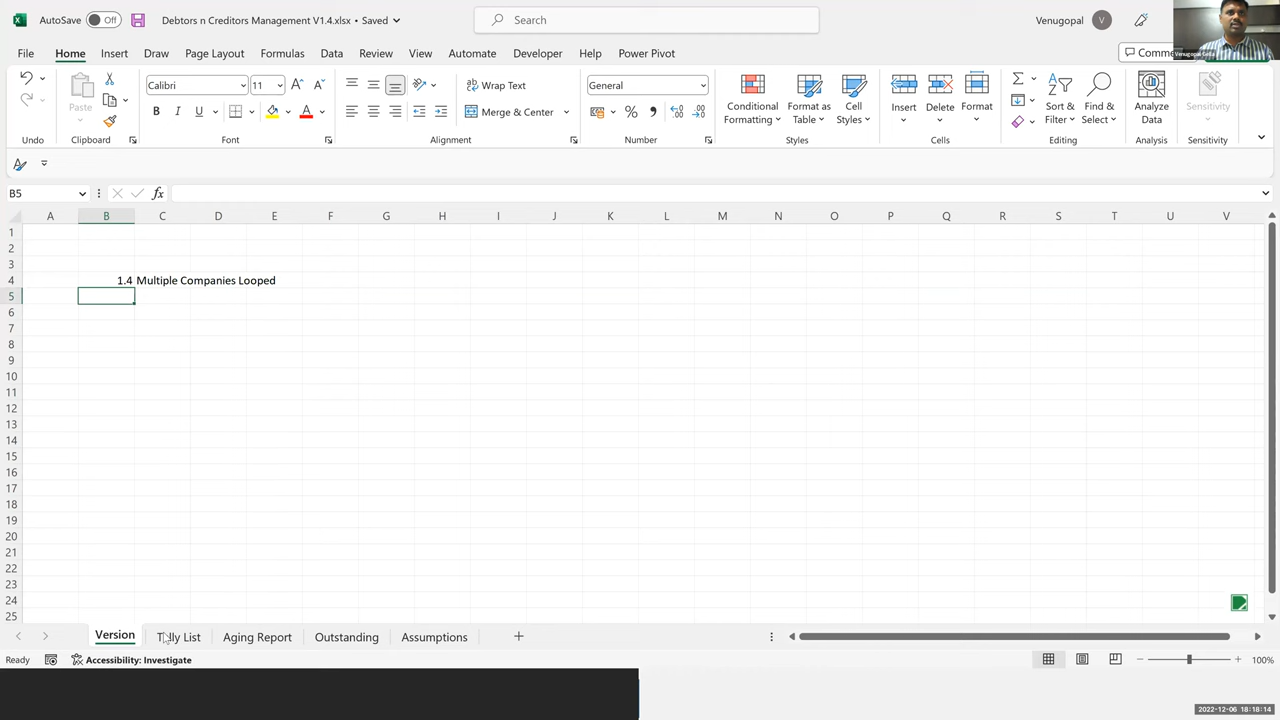 AutoSave Off Debtors n Creditors Management V1.4.xlsx • Saved Search Venugopal V
File Home Insert Draw Page Layout Formulas Data Review View Automate Developer Help Power Pivot Comme
Venugopal
Undo
Paste
Clipboard
Calibri 11
B I U A
Font
ab Wrap Text
Merge & Center
Alignment
General
%
Number
Conditional Formatting
Format as Table
Cell Styles
Styles
Insert
Delete
Format
Cells
Sort & Filter
Find & Select
Editing
Analyze Data
Analysis
Sensitivity
Sensitivity
B5 fx
A B C D E F G H I J K L M N O P Q R S T U V
1
2
3
4 1.4 Multiple Companies Looped
5
6
7
8
9
10
11
12
13
14
15
16
17
18
19
20
21
22
23
24
25
Version Tally List Aging Report Outstanding Assumptions
Ready Accessibility: Investigate 100%
2022-12-06 18:18:14